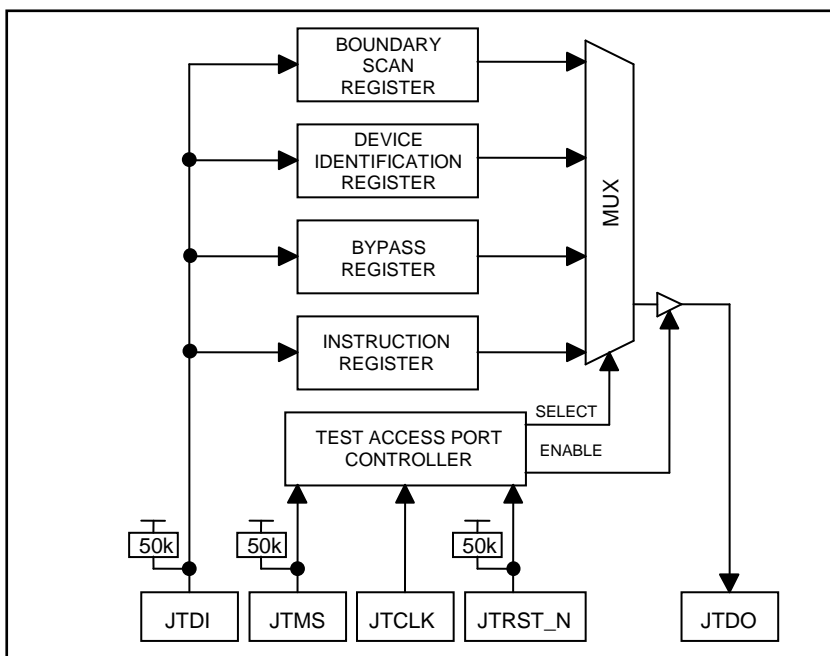 BOUNDARY
SCAN
REGISTER
DEVICE
IDENTIFICATION
REGISTER
BYPASS
REGISTER
INSTRUCTION
REGISTER
MUX
SELECT
TEST ACCESS PORT
CONTROLLER
ENABLE
50k
50k
50k
JTDI
JTMS
JTCLK
JTRST_N
JTDO